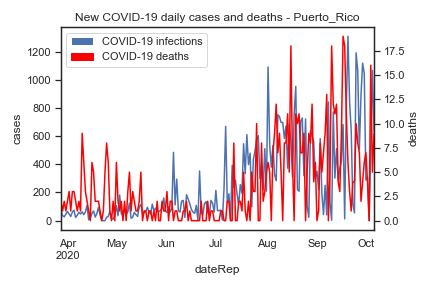 New COVID-19 daily cases and deaths - Puerto_Rico
COVID-19 infections
COVID-19 deaths
cases
1200
1000
800
600
400
200
0
deaths
17.5
15.0
12.5
10.0
7.5
5.0
2.5
0.0
Apr May Jun Jul Aug Sep Oct
2020
dateRep